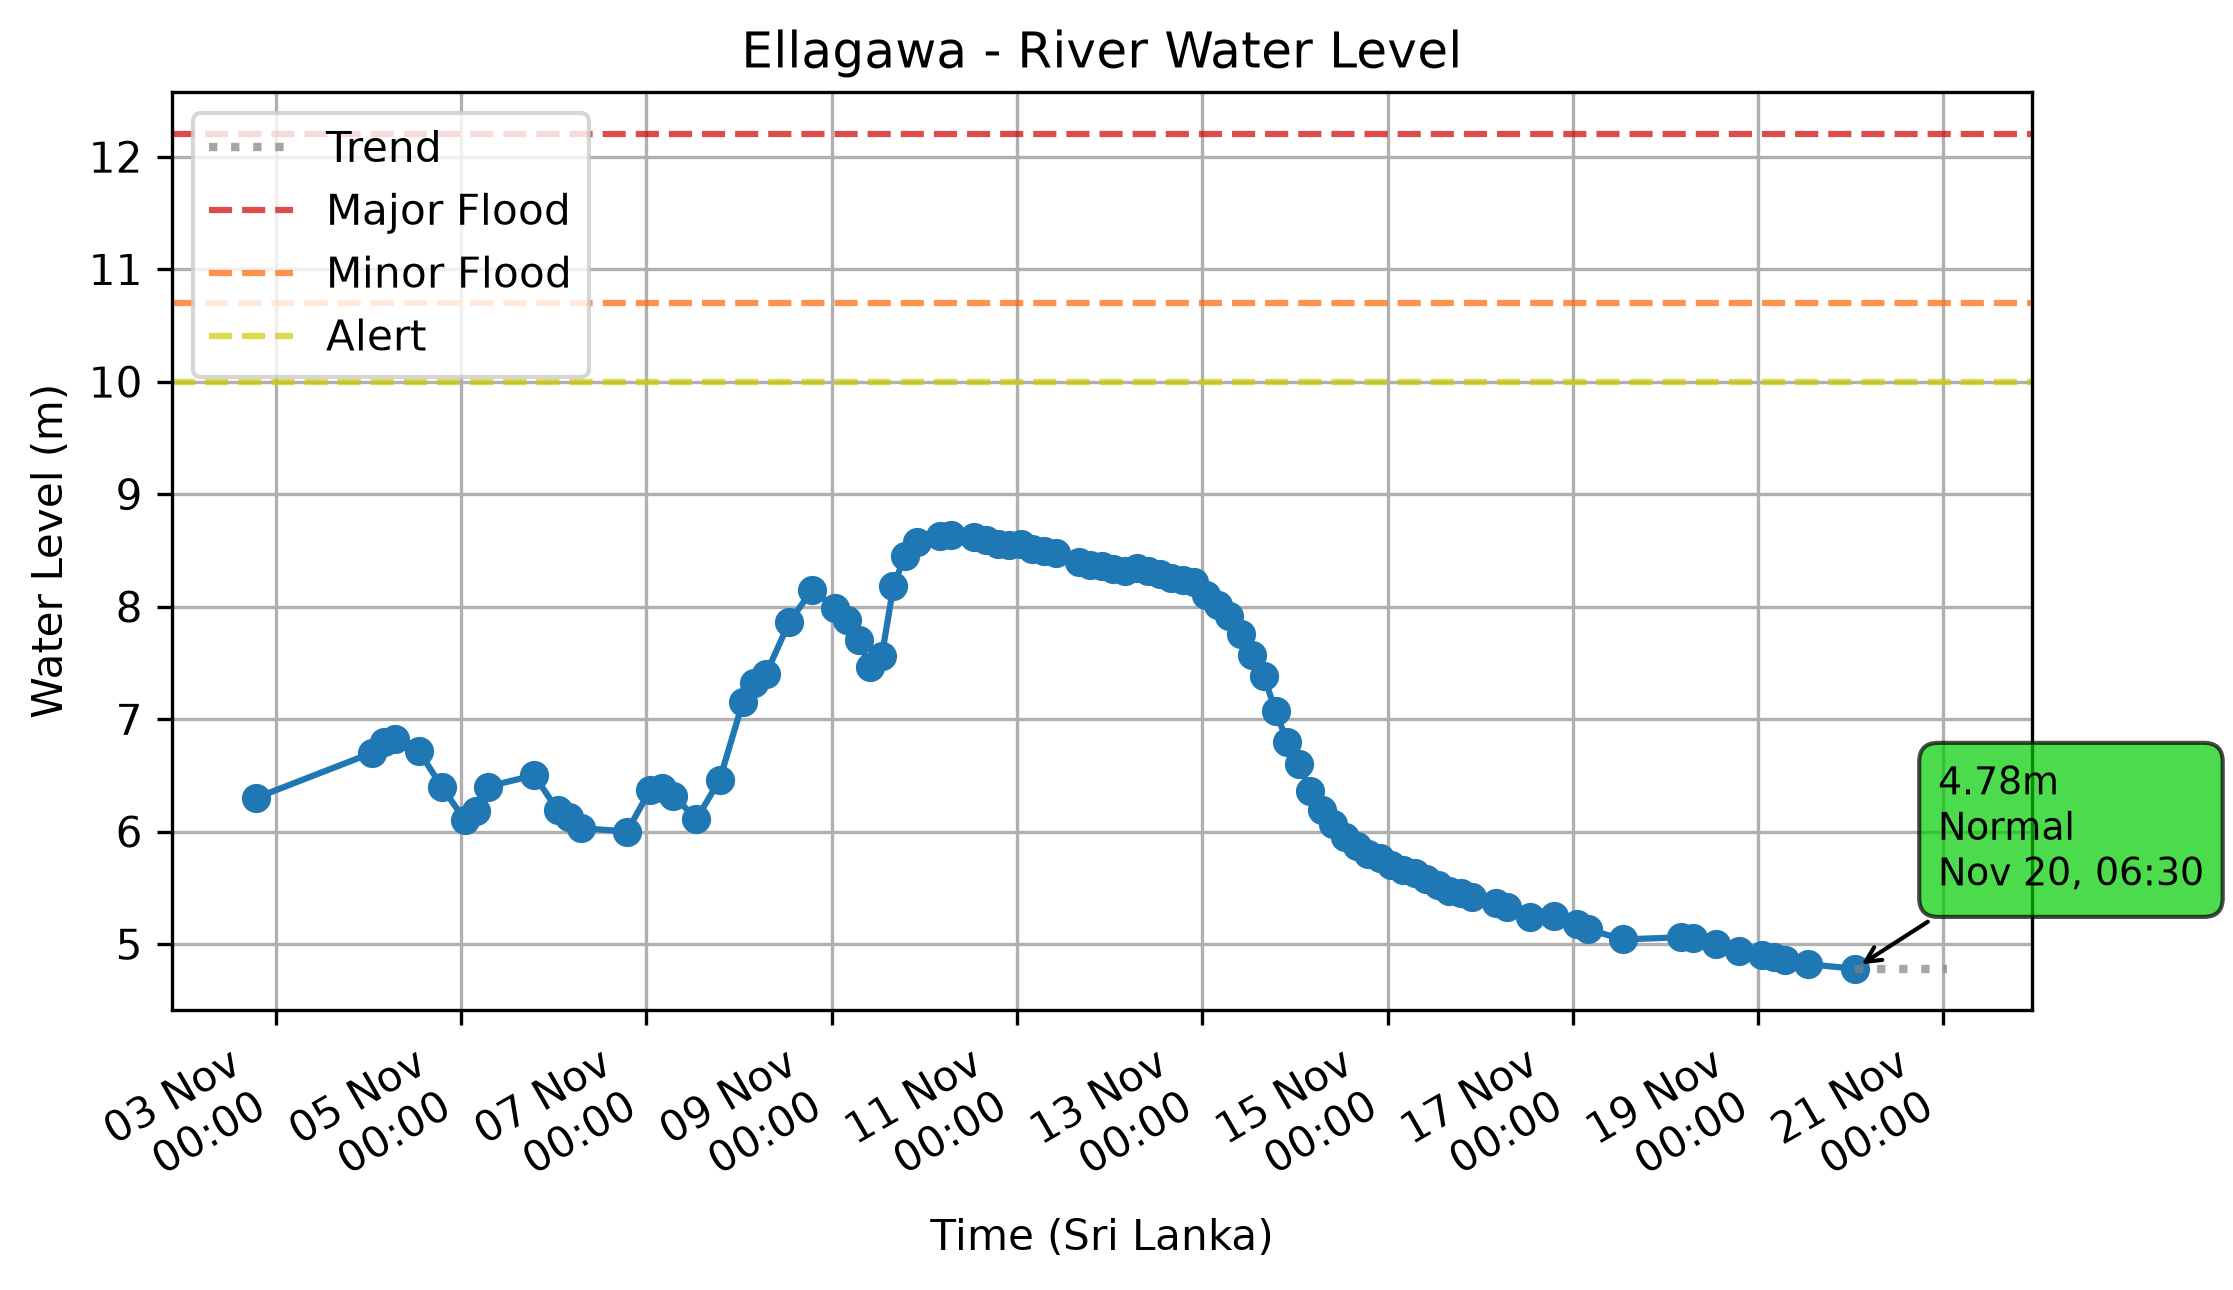 Ellagawa - River Water Level
Trend
Major Flood
Minor Flood
Alert
Water Level (m)
12
11
10
9
8
7
6
5
4.78m
Normal
Nov 20, 06:30
03 Nov
00:00
05 Nov
00:00
07 Nov
00:00
09 Nov
00:00
11 Nov
00:00
13 Nov
00:00
15 Nov
00:00
17 Nov
00:00
19 Nov
00:00
21 Nov
00:00
Time (Sri Lanka)